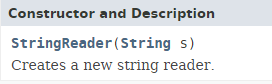 Constructor and Description
StringReader(String s)
Creates a new string reader.